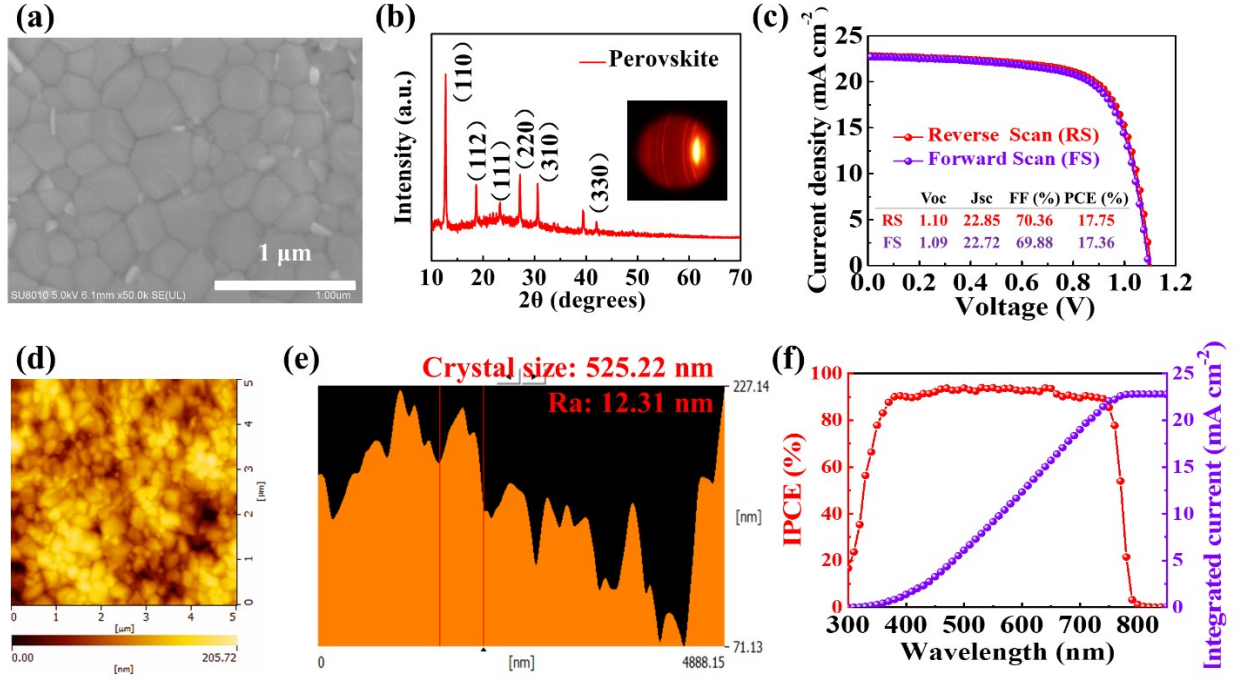 (a)
1 μm
SU8010 5.0kV 6.1mm x50.0k SE(UL)
1.00um
(b)
Intensity (a.u.)
Perovskite
(110)
(112)
(111)
(220)
(310)
(330)
10 20 30 40 50 60 70
2θ (degrees)
(c)
Current density (mA cm-2)
25
20
15
10
5
0
Reverse Scan (RS)
Forward Scan (FS)
Voc Jsc FF (%) PCE (%)
RS 1.10 22.85 70.36 17.75
FS 1.09 22.72 69.88 17.36
0.0 0.2 0.4 0.6 0.8 1.0 1.2
Voltage (V)
(d)
5
4
3
2
1
0
[μm]
0 1 2 3 4 5
[μm]
0.00 205.72
[nm]
(e)
Crystal size: 525.22 nm
Ra: 12.31 nm
227.14
[nm]
71.13
0 [nm] 4888.15
(f)
IPCE (%)
100
80
60
40
20
0
25
20
15
10
5
0
Integrated current (mA cm-2)
300 400 500 600 700 800
Wavelength (nm)